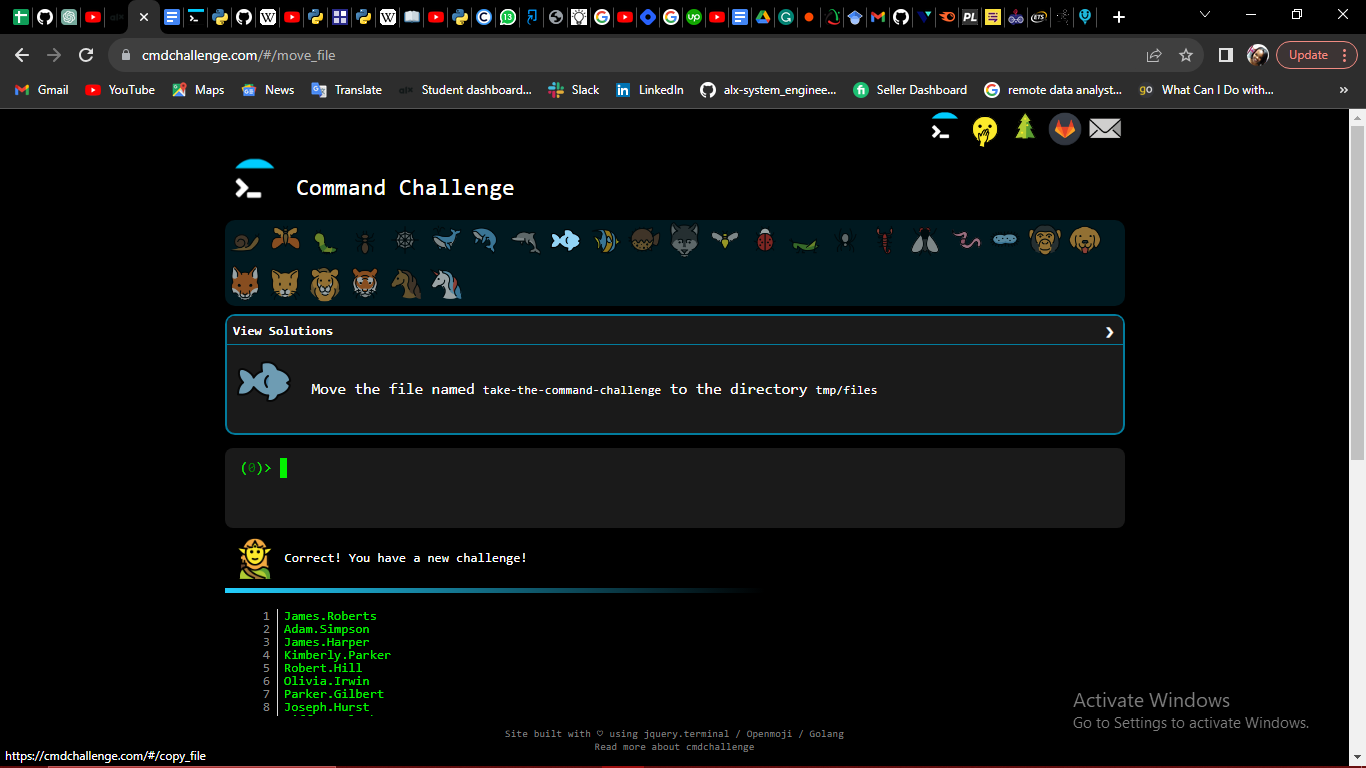 cmdchallenge.com/#/move_file
Update
Gmail YouTube Maps News Translate Student dashboard... Slack LinkedIn alx-system_enginee... Seller Dashboard remote data analyst... What Can I Do with... »
Command Challenge
View Solutions
Move the file named take-the-command-challenge to the directory tmp/files
(0)>
Correct! You have a new challenge!
1 James.Roberts
2 Adam.Simpson
3 James.Harper
4 Kimberly.Parker
5 Robert.Hill
6 Olivia.Irwin
7 Parker.Gilbert
8 Joseph.Hurst
Activate Windows
Go to Settings to activate Windows.
Site built with ♡ using jquery.terminal / Openmoji / Golang
Read more about cmdchallenge
https://cmdchallenge.com/#/copy_file